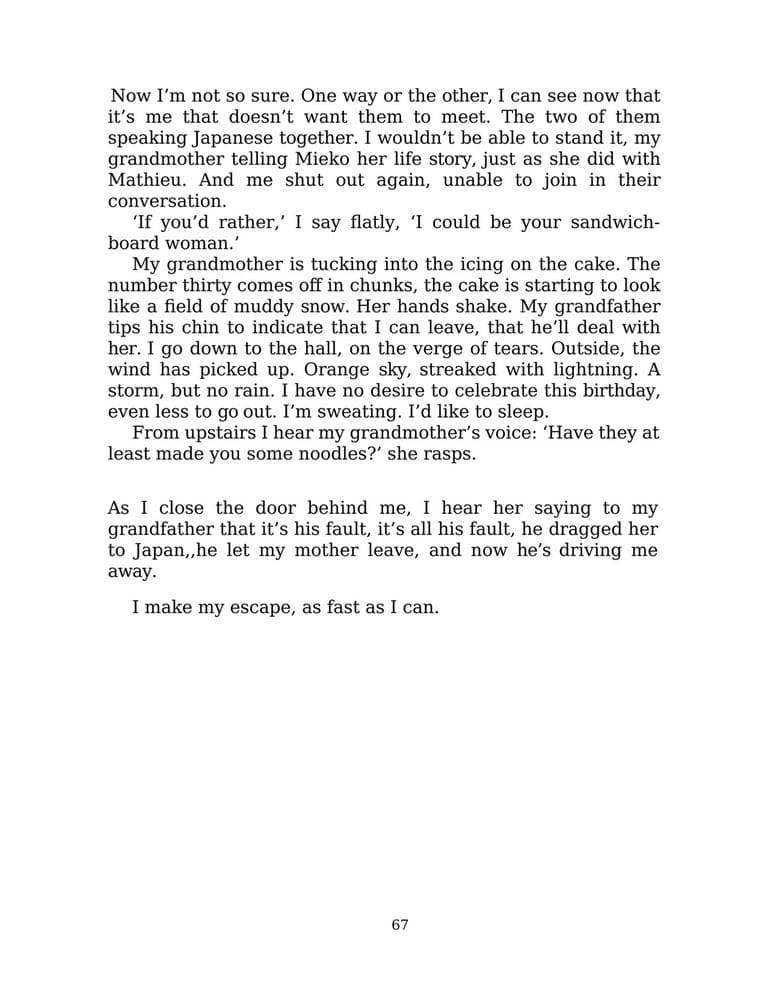 Now I’m not so sure. One way or the other, I can see now that
it’s me that doesn’t want them to meet. The two of them
speaking Japanese together. I wouldn’t be able to stand it, my
grandmother telling Mieko her life story, just as she did with
Mathieu. And me shut out again, unable to join in their
conversation.
‘If you’d rather,’ I say flatly, ‘I could be your sandwich-
board woman.’
My grandmother is tucking into the icing on the cake. The
number thirty comes off in chunks, the cake is starting to look
like a field of muddy snow. Her hands shake. My grandfather
tips his chin to indicate that I can leave, that he’ll deal with
her. I go down to the hall, on the verge of tears. Outside, the
wind has picked up. Orange sky, streaked with lightning. A
storm, but no rain. I have no desire to celebrate this birthday,
even less to go out. I’m sweating. I’d like to sleep.
From upstairs I hear my grandmother’s voice: ‘Have they at
least made you some noodles?’ she rasps.
As I close the door behind me, I hear her saying to my
grandfather that it’s his fault, it’s all his fault, he dragged her
to Japan,,he let my mother leave, and now he’s driving me
away.
I make my escape, as fast as I can.
67